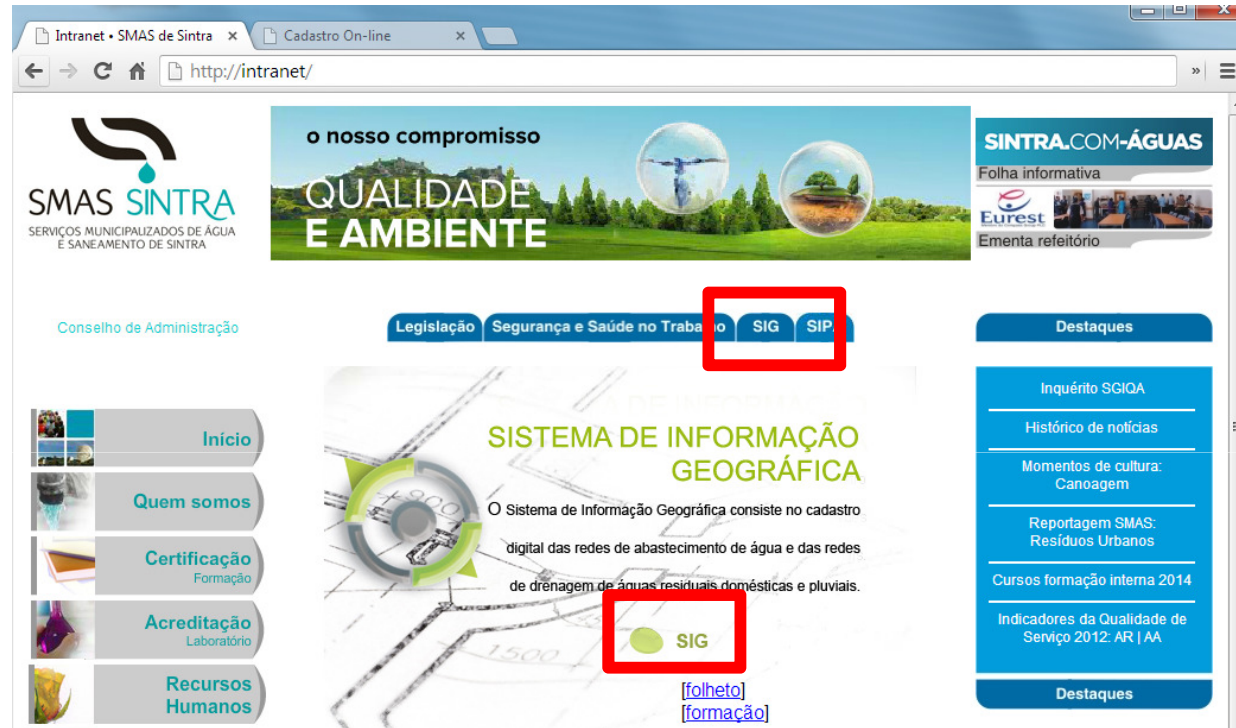 Intranet • SMAS de Sintra
Cadastro On-line
http://intranet/
SMAS SINTRA
SERVIÇOS MUNICIPALIZADOS DE ÁGUA
E SANEAMENTO DE SINTRA
o nosso compromisso
QUALIDADE
E AMBIENTE
SINTRA.COM-ÁGUAS
Folha informativa
Eurest
Ementa refeitório
Conselho de Administração
Legislação
Segurança e Saúde no Trabalho
SIG
Destaques
Início
Quem somos
Certificação
Formação
Acreditação
Laboratório
Recursos
Humanos
SISTEMA DE INFORMAÇÃO
GEOGRÁFICA
O Sistema de Informação Geográfica consiste no cadastro
digital das redes de abastecimento de água e das redes
de drenagem de águas residuais domésticas e pluviais.
SIG
[folheto]
[formação]
1500
Inquérito SGIQA
Histórico de notícias
Momentos de cultura:
Canoagem
Reportagem SMAS:
Resíduos Urbanos
Cursos formação interna 2014
Indicadores da Qualidade de
Serviço 2012: AR | AA
Destaques